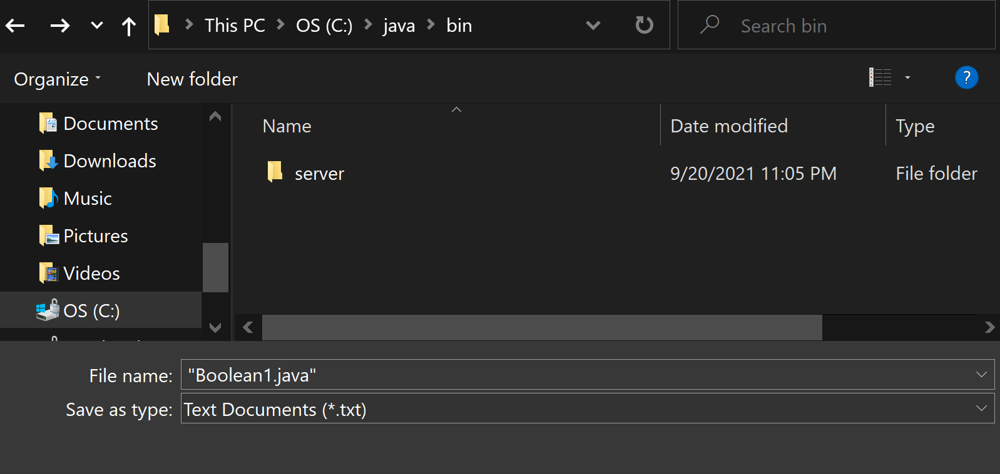 This PC OS (C:) java bin
Search bin
Organize New folder
?
Documents
Downloads
Music
Pictures
Videos
OS (C:)
Name Date modified Type
server 9/20/2021 11:05 PM File folder
File name: "Boolean1.java"
Save as type: Text Documents (*.txt)